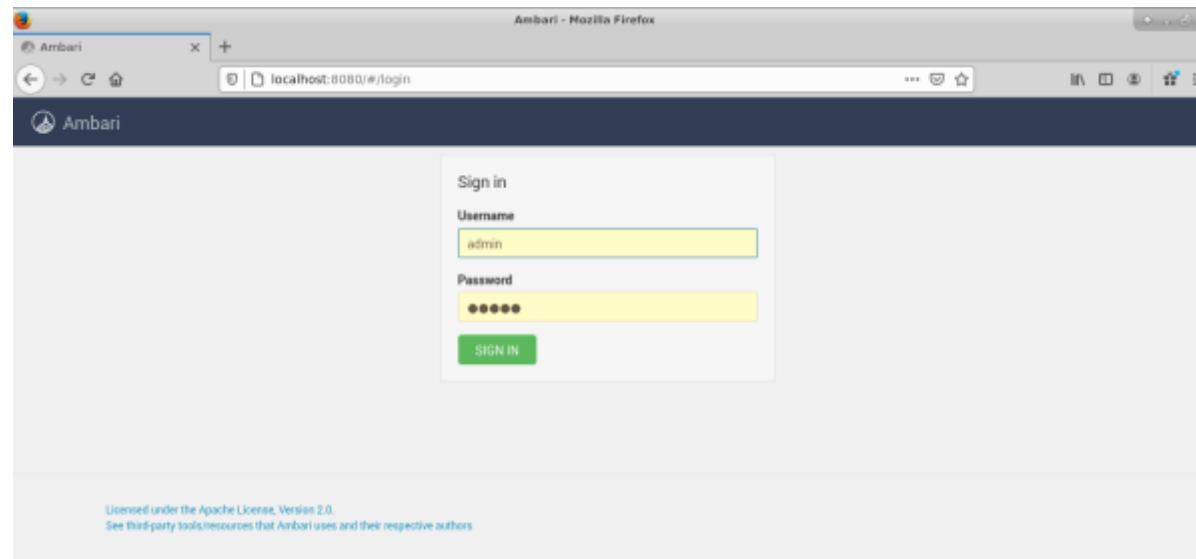 Ambari - Mozilla Firefox
Ambari
localhost:8080/#/login
Ambari
Sign in
Username
admin
Password
SIGN IN
Licensed under the Apache License, Version 2.0.
See third-party tools/resources that Ambari uses and their respective authors